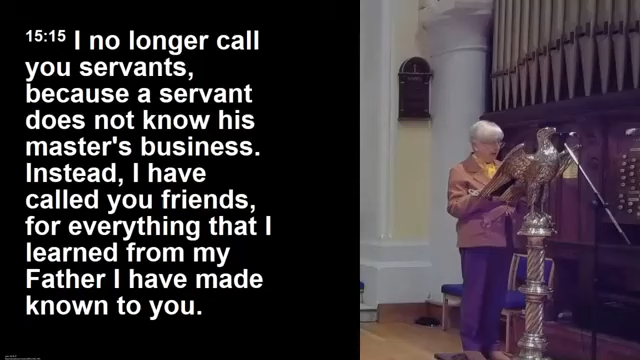 15:15 I no longer call
you servants,
because a servant
does not know his
master's business.
Instead, I have
called you friends,
for everything that I
learned from my
Father I have made
known to you.